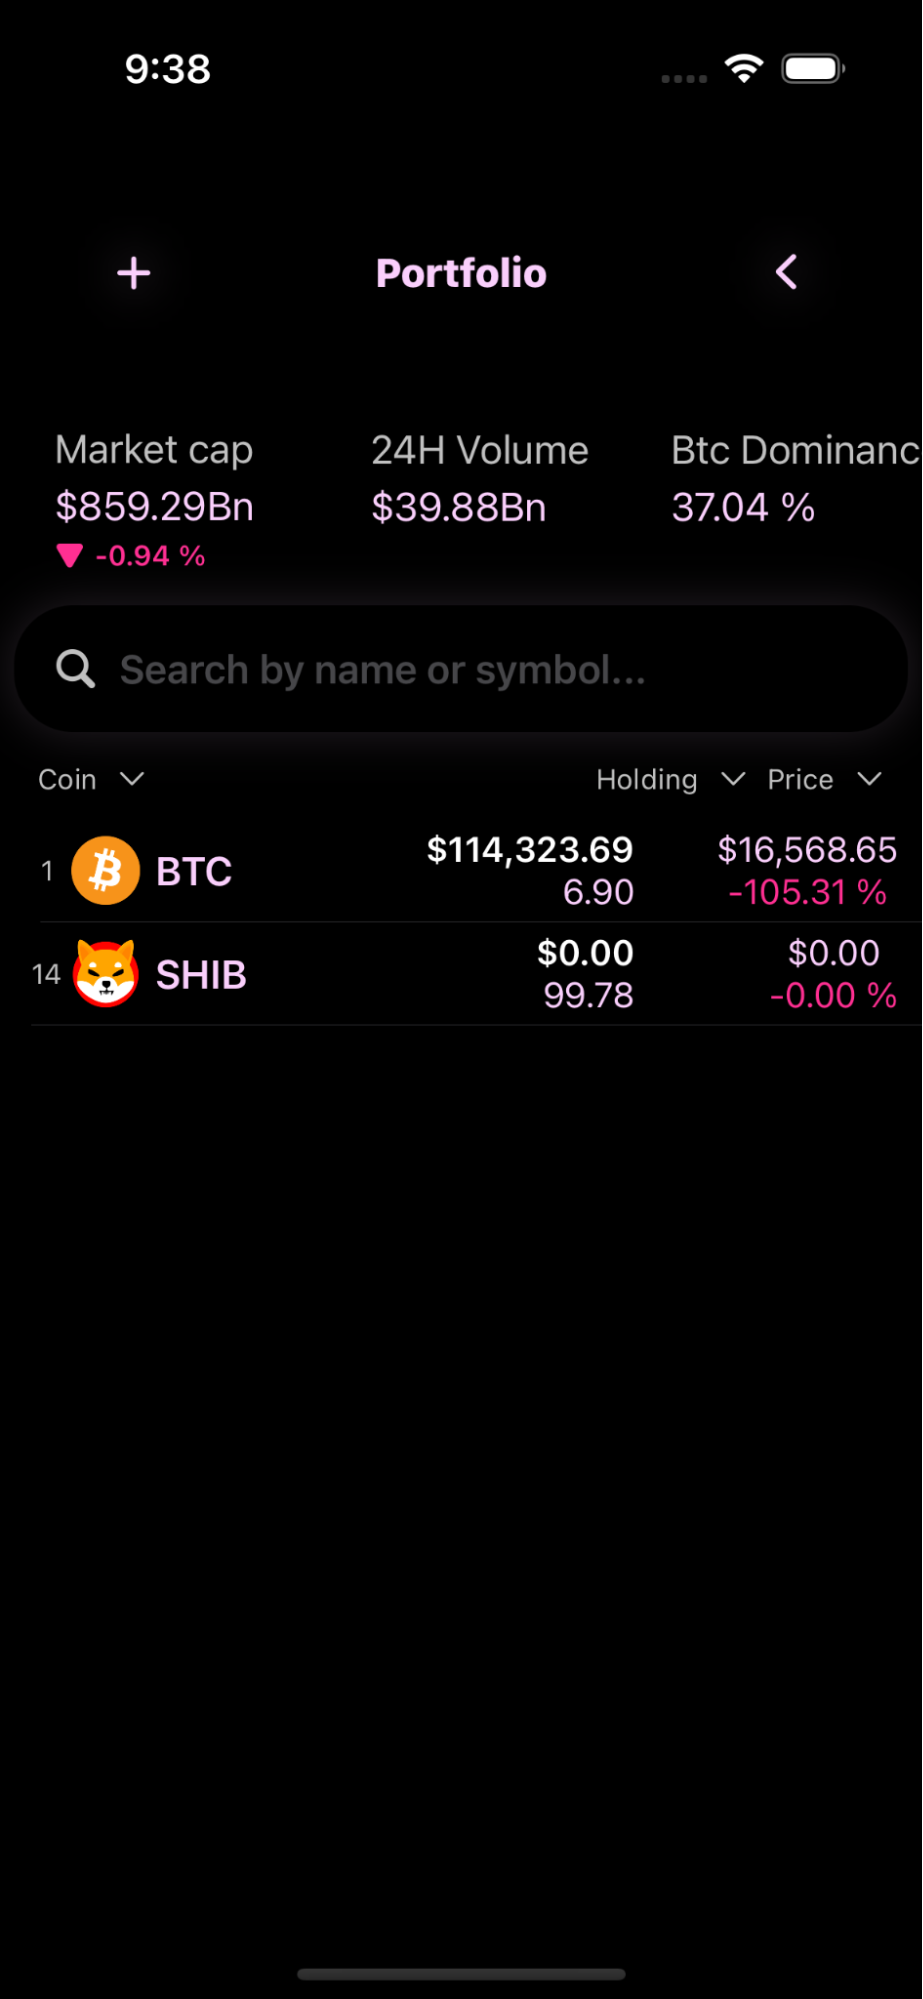 9:38
Portfolio
Market cap 24H Volume Btc Dominanc
$859.29Bn $39.88Bn 37.04 %
-0.94 %
Search by name or symbol...
Coin Holding Price
1 BTC $114,323.69 $16,568.65
6.90 -105.31 %
14 SHIB $0.00 $0.00
99.78 -0.00 %